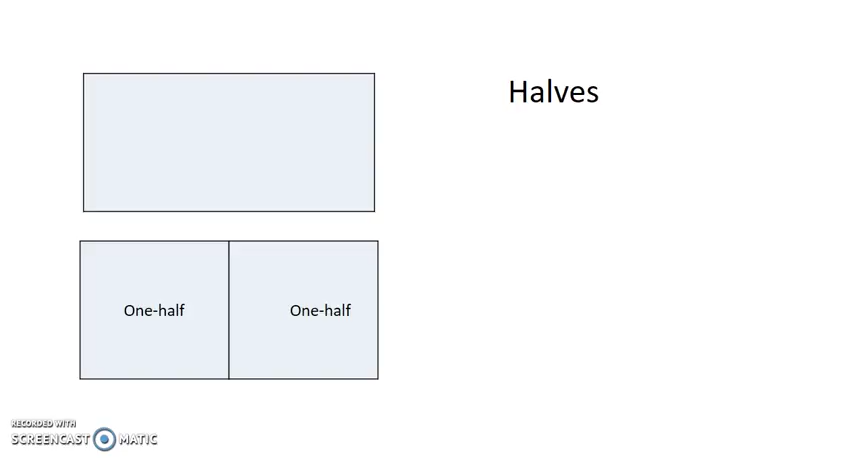 Halves
One-half One-half
RECORDED WITH
SCREENCAST MATIC